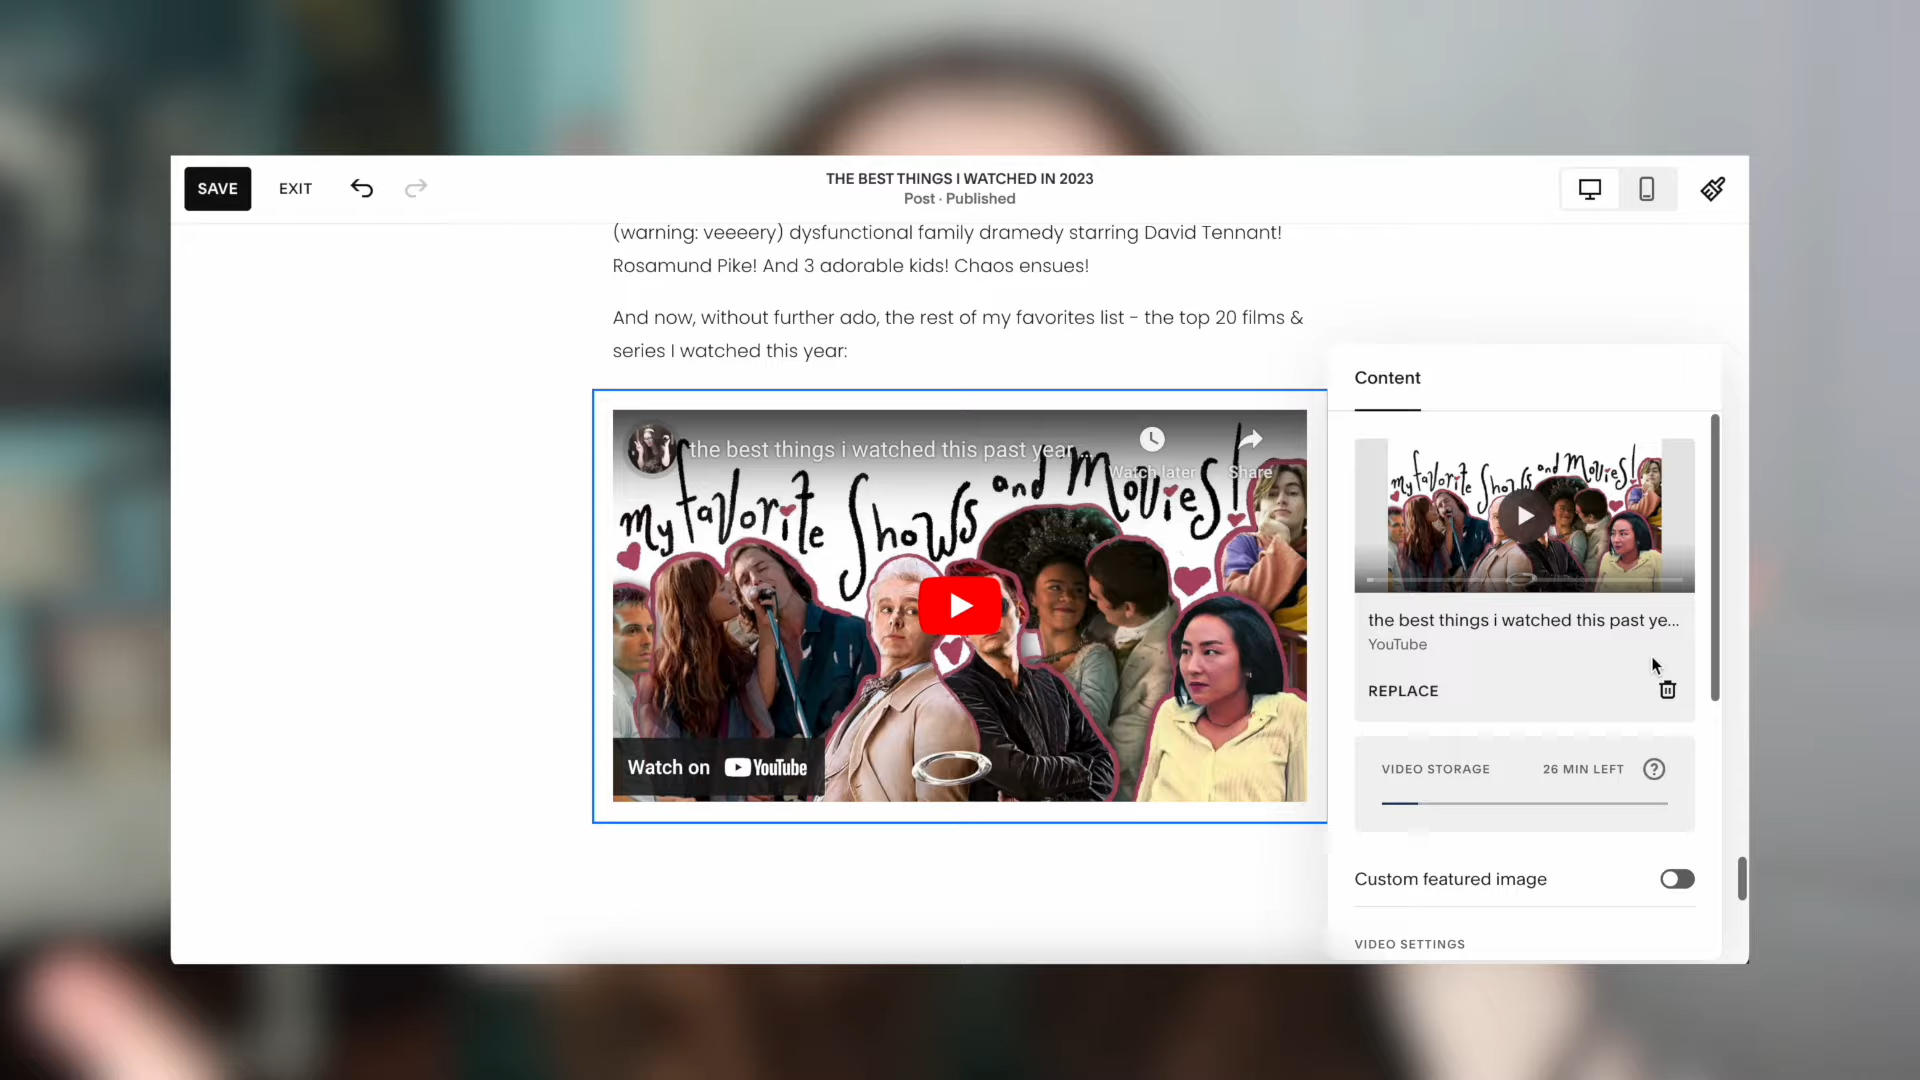 SAVE
EXIT
THE BEST THINGS I WATCHED IN 2023
Post · Published
(warning: veeeery) dysfunctional family dramedy starring David Tennant!
Rosamund Pike! And 3 adorable kids! Chaos ensues!
And now, without further ado, the rest of my favorites list - the top 20 films &
series I watched this year:
the best things i watched this past year ...
Watch later
Share
my favorite shows and movies!
Watch on YouTube
Content
my favorite shows and movies!
the best things i watched this past ye...
YouTube
REPLACE
VIDEO STORAGE
26 MIN LEFT
?
Custom featured image
VIDEO SETTINGS